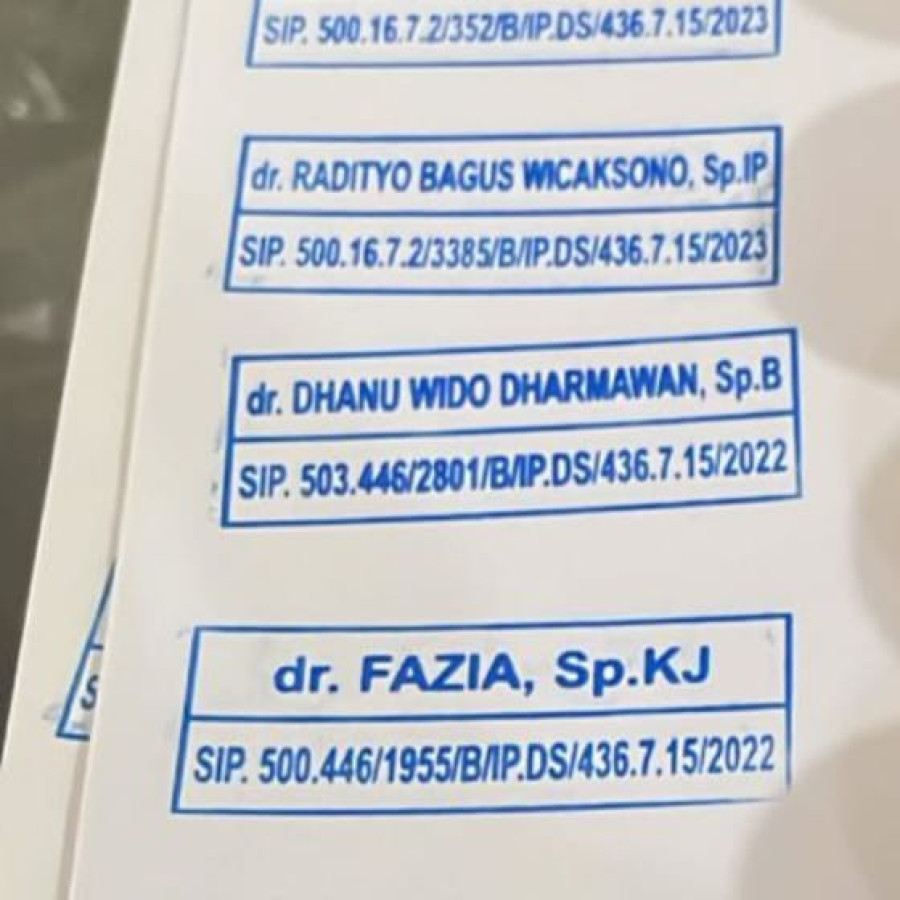 SIP. 500.16.7.2/352/B/IP.DS/436.7.15/2023
dr. RADITYO BAGUS WICAKSONO, Sp.IP
SIP. 500.16.7.2/3385/B/IP.DS/436.7.15/2023
dr. DHANU WIDO DHARMAWAN, Sp.B
SIP. 503.446/2801/B/IP.DS/436.7.15/2022
dr. FAZIA, Sp.KJ
SIP. 500.446/1955/B/IP.DS/436.7.15/2022